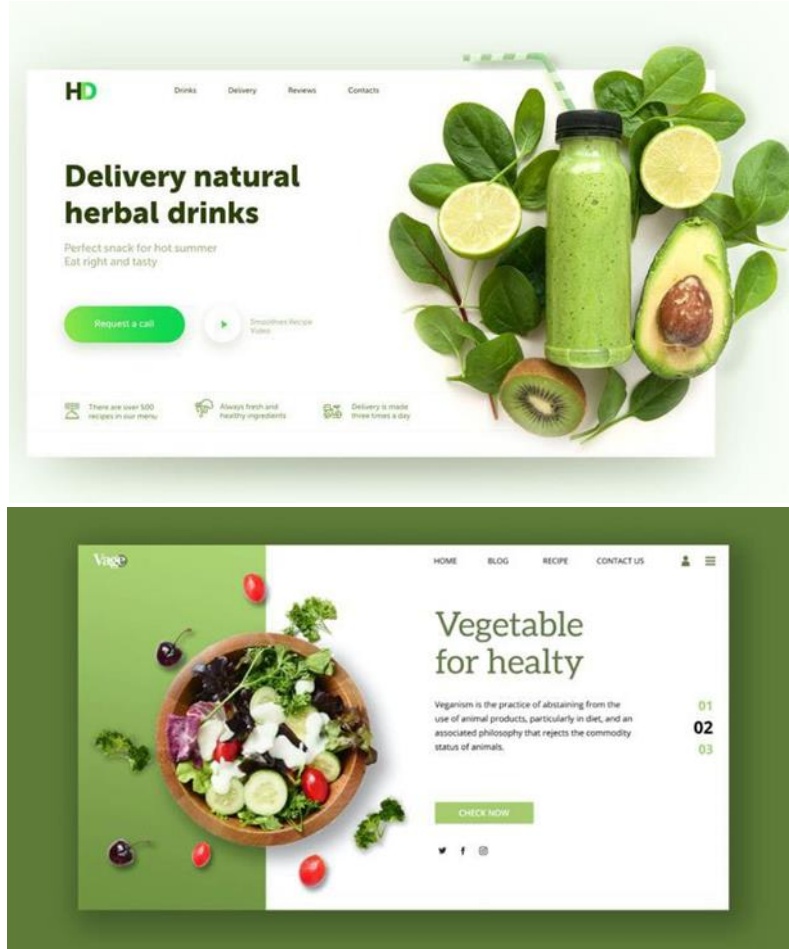 HD
Drinks Delivery Reviews Contacts
Delivery natural
herbal drinks
Perfect snack for hot summer
Eat right and tasty
Request a call
Smoothies Recipe
Video
There are over 500
recipes in our menu
Always fresh and
healthy ingredients
Delivery is made
three times a day
Vage
HOME BLOG RECIPE CONTACT US
Vegetable
for healty
Veganism is the practice of abstaining from the
use of animal products, particularly in diet, and an
associated philosophy that rejects the commodity
status of animals.
01
02
03
CHECK NOW